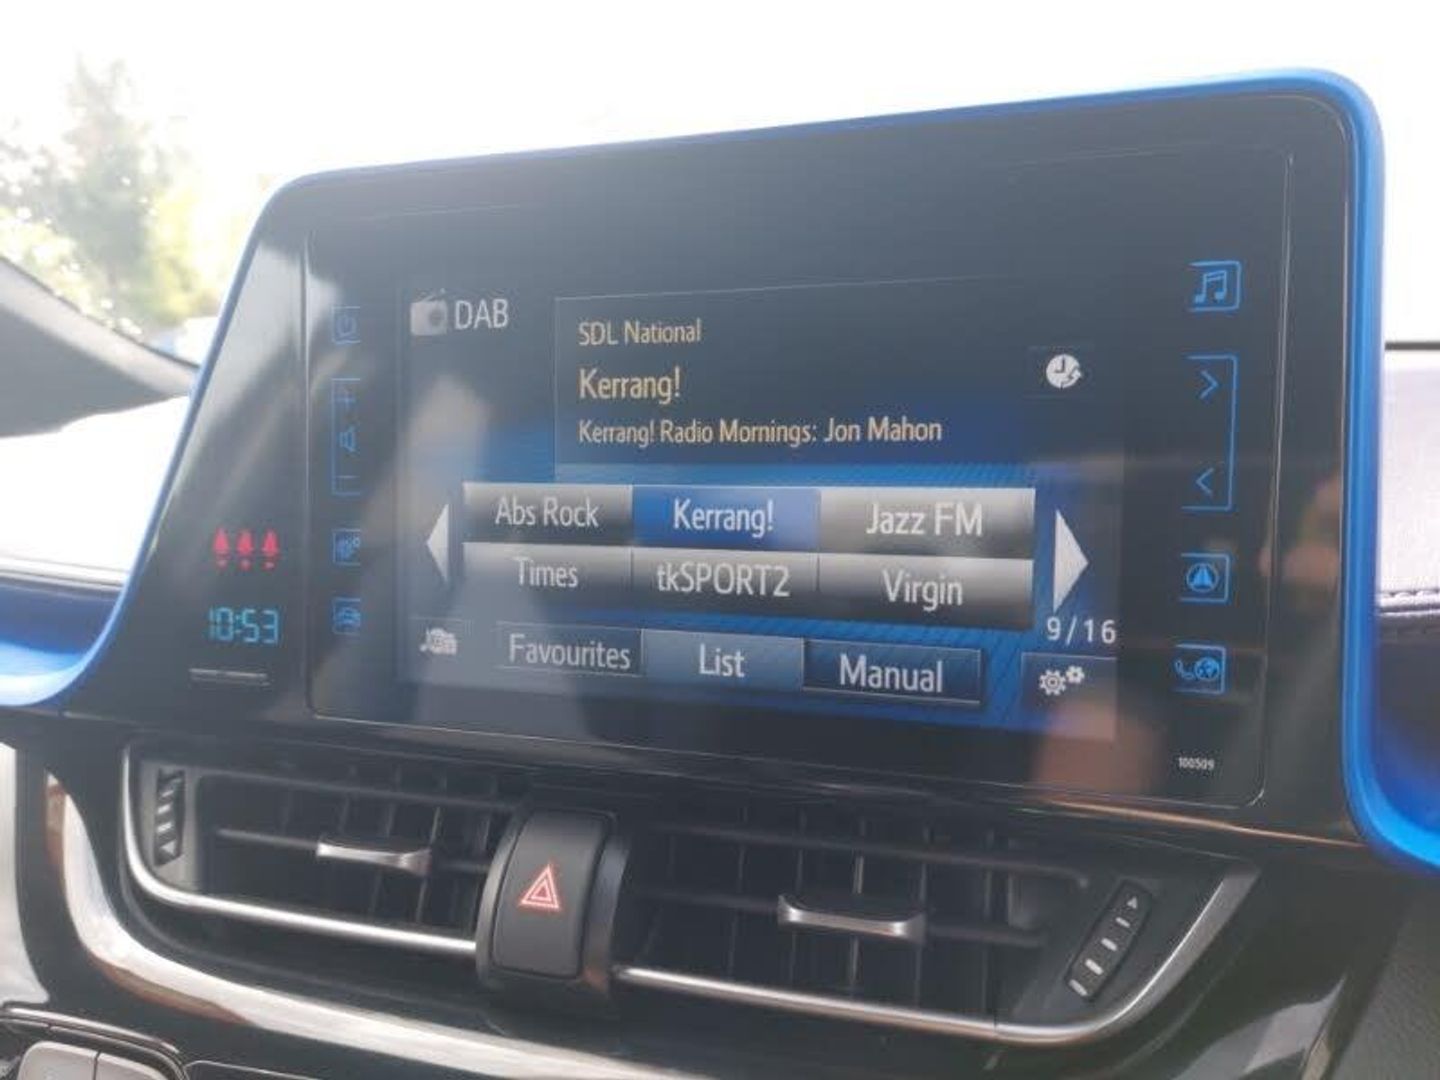 DAB
SDL National
Kerrang!
Kerrang! Radio Mornings: Jon Mahon
Abs Rock Kerrang! Jazz FM
Times tkSPORT2 Virgin
9/16
Favourites List Manual
10:53
100509